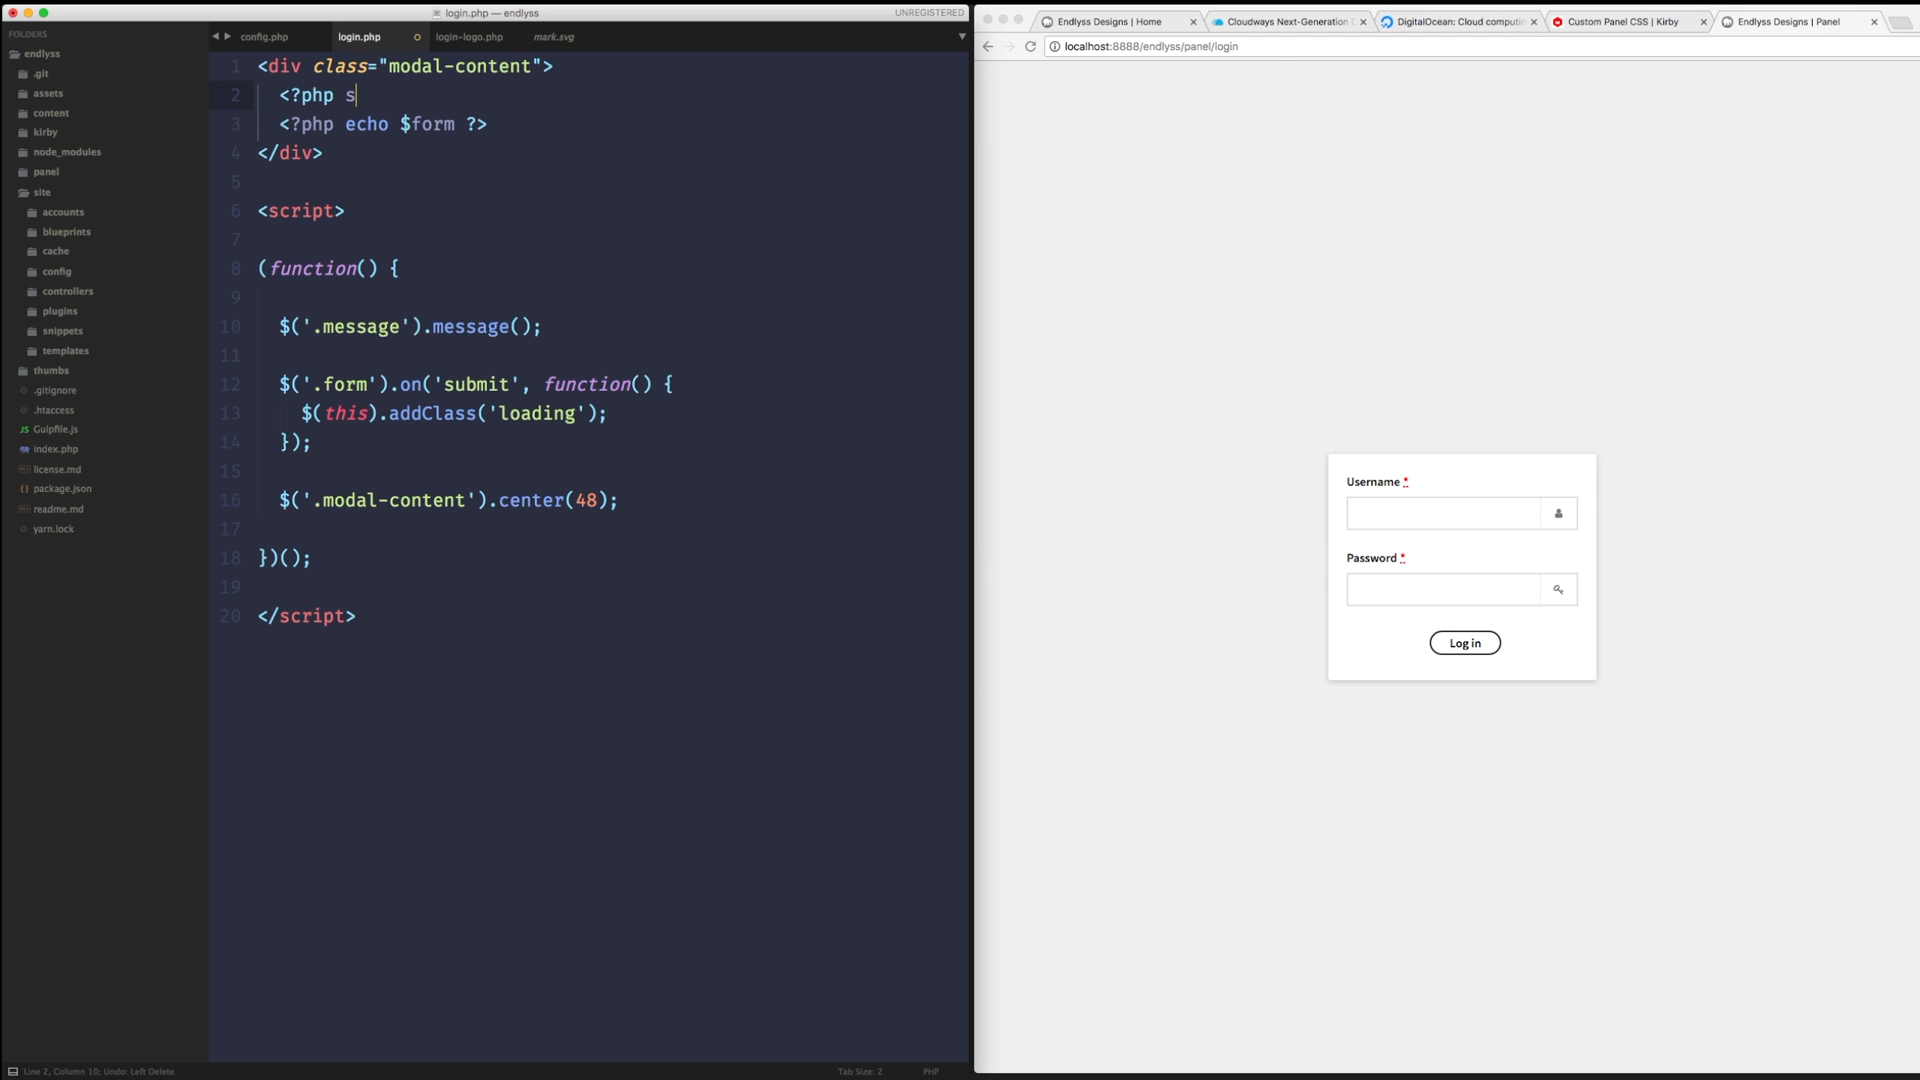 login.php — endlyss
UNREGISTERED
FOLDERS
endlyss
.git
assets
content
kirby
node_modules
panel
site
accounts
blueprints
cache
config
controllers
plugins
snippets
templates
thumbs
.gitignore
.htaccess
JS Gulpfile.js
index.php
license.md
package.json
readme.md
yarn.lock
config.php
login.php
login-logo.php
mark.svg
1 <div class="modal-content">
2 <?php s
3 <?php echo $form ?>
4 </div>
5
6 <script>
7
8 (function() {
9
10 $('.message').message();
11
12 $('.form').on('submit', function() {
13 $(this).addClass('loading');
14 });
15
16 $('.modal-content').center(48);
17
18 })();
19
20 </script>
Line 2, Column 10; Undo: Left Delete
Tab Size: 2
PHP
Endlyss Designs | Home
Cloudways Next-Generation C
DigitalOcean: Cloud computin
Custom Panel CSS | Kirby
Endlyss Designs | Panel
localhost:8888/endlyss/panel/login
Username *
Password *
Log in